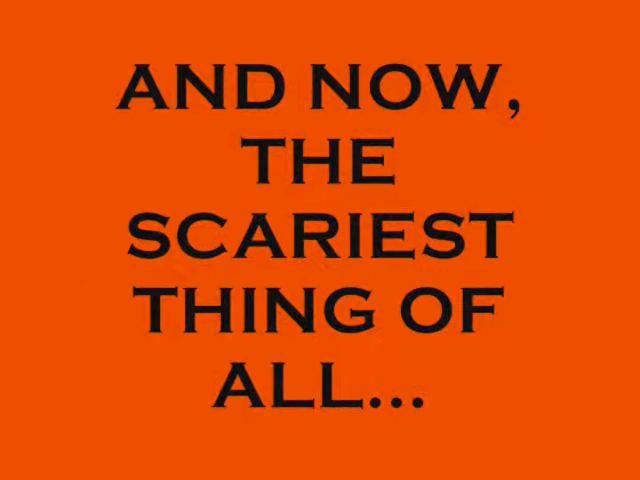 AND NOW,
THE
SCARIEST
THING OF
ALL...